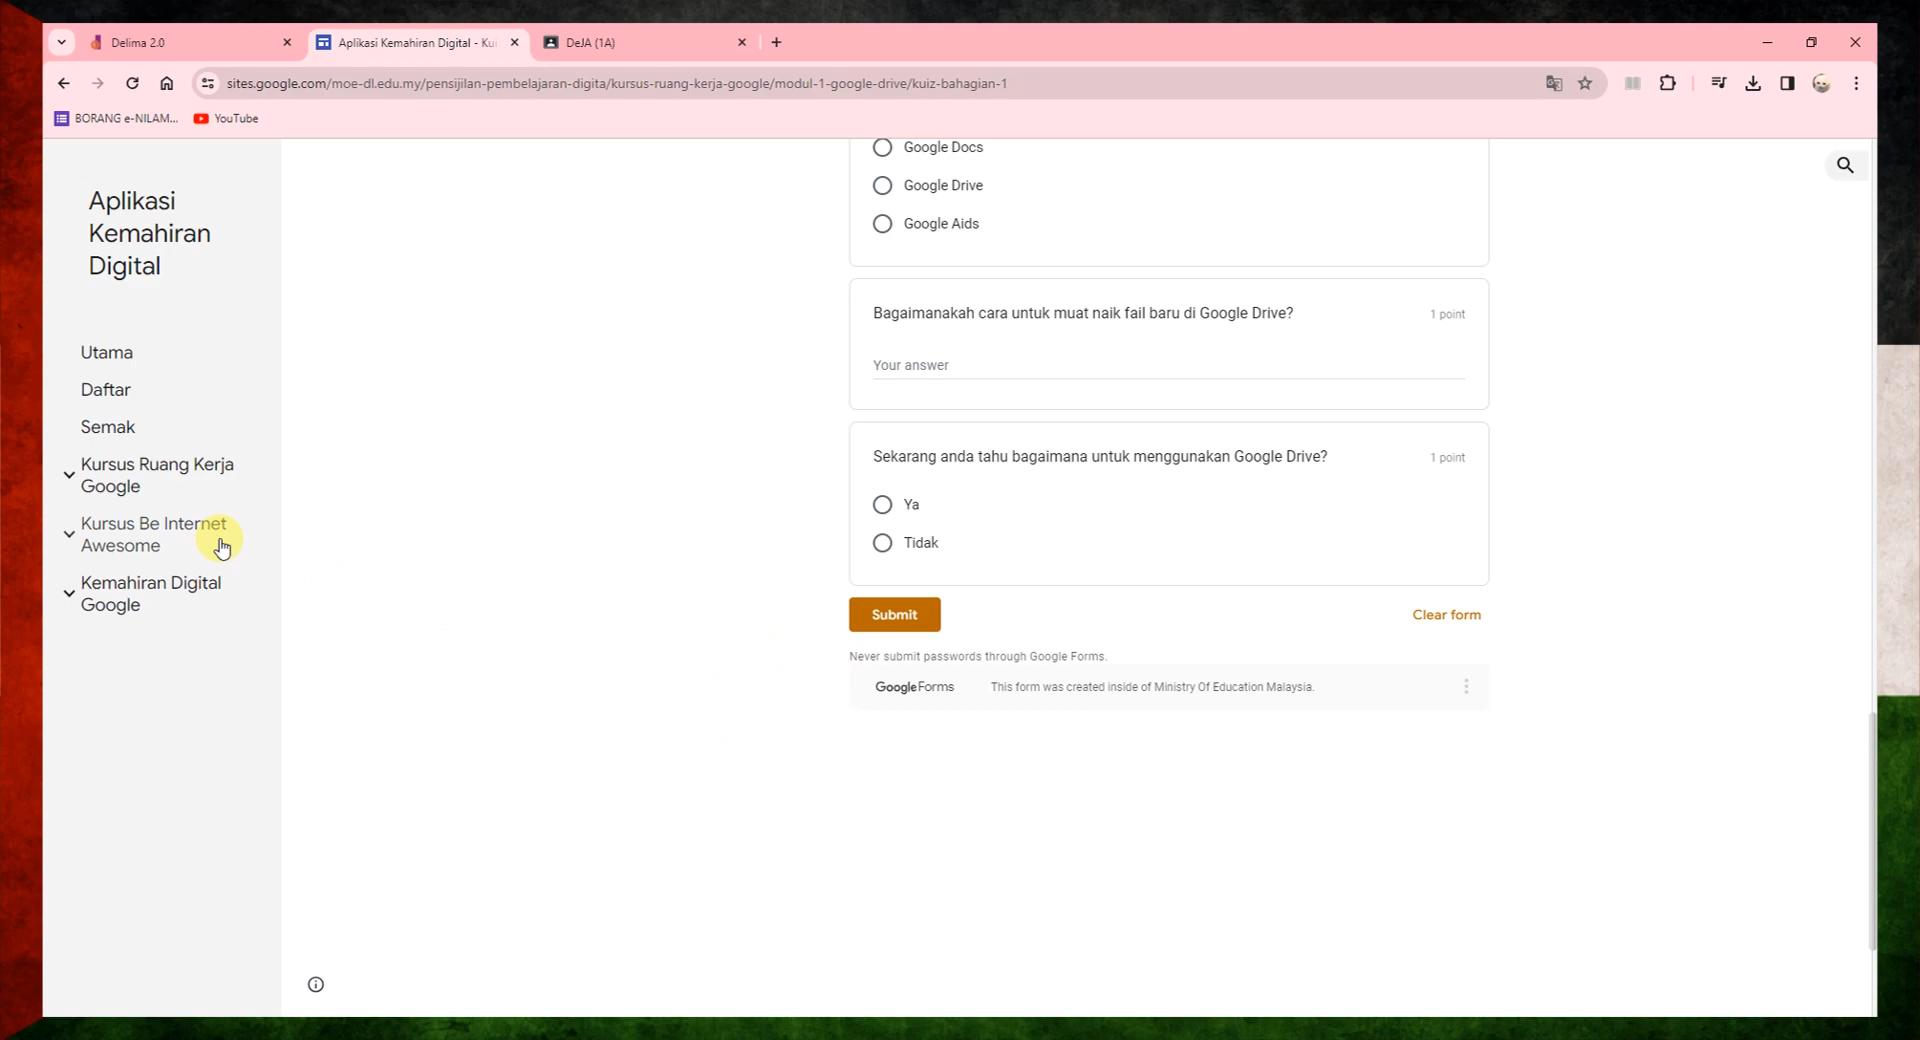 Delima 2.0
Aplikasi Kemahiran Digital - Kui
DeJA (1A)
sites.google.com/moe-dl.edu.my/pensijilan-pembelajaran-digita/kursus-ruang-kerja-google/modul-1-google-drive/kuiz-bahagian-1
BORANG e-NILAM...
YouTube
Aplikasi
Kemahiran
Digital
Utama
Daftar
Semak
Kursus Ruang Kerja
Google
Kursus Be Internet
Awesome
Kemahiran Digital
Google
Google Docs
Google Drive
Google Aids
Bagaimanakah cara untuk muat naik fail baru di Google Drive?
1 point
Your answer
Sekarang anda tahu bagaimana untuk menggunakan Google Drive?
1 point
Ya
Tidak
Submit
Clear form
Never submit passwords through Google Forms.
Google Forms
This form was created inside of Ministry Of Education Malaysia.